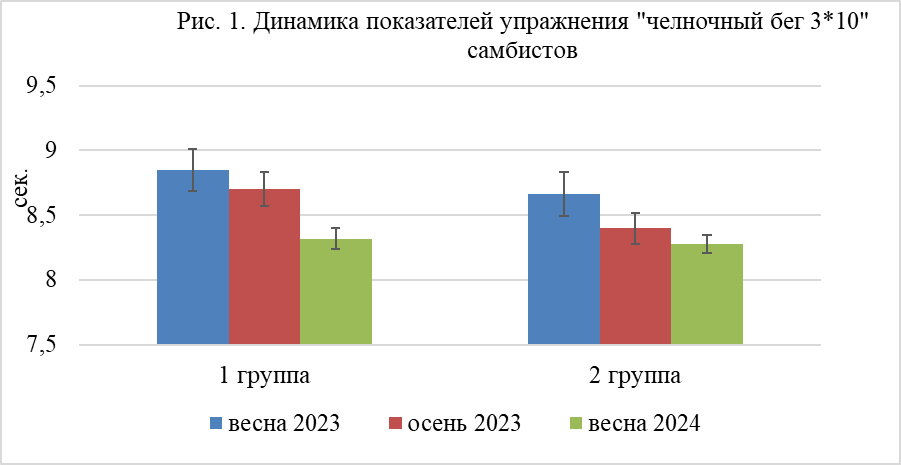 Рис. 1. Динамика показателей упражнения "челночный бег 3*10"
самбистов
9,5
9
8,5
8
7,5
сек.
1 группа
2 группа
весна 2023
осень 2023
весна 2024